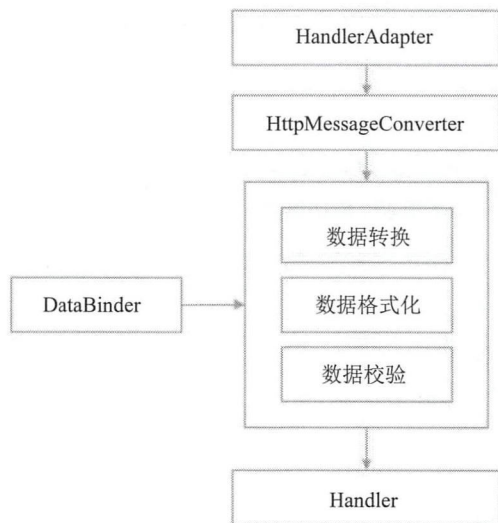 HandlerAdapter
HttpMessageConverter
数据转换
DataBinder
数据格式化
数据校验
Handler